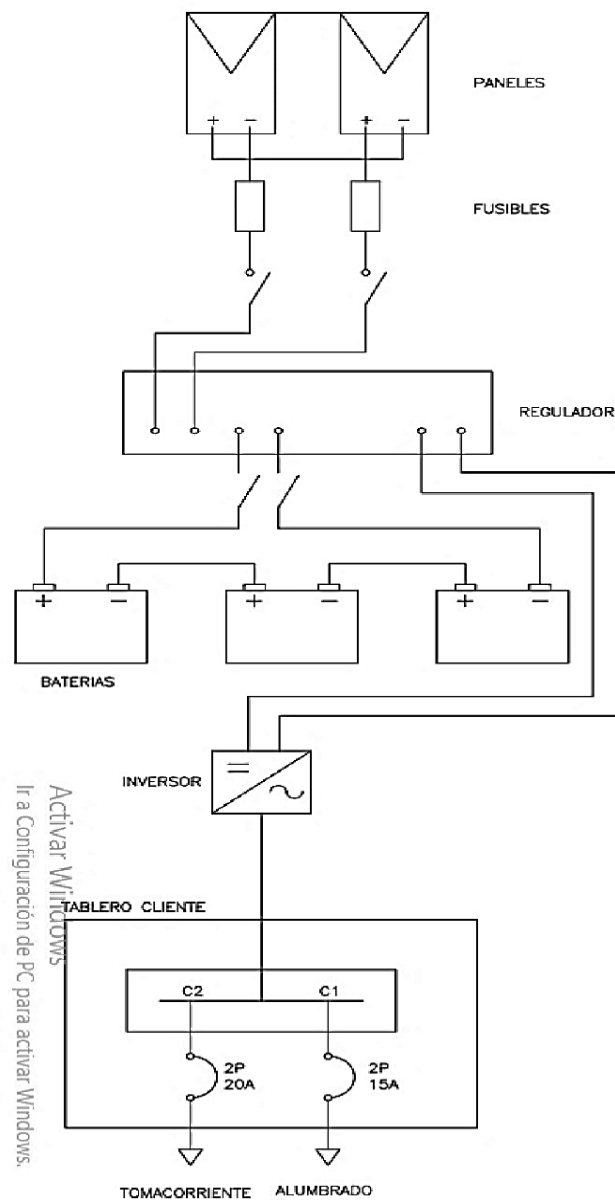 + − + −
PANELES
FUSIBLES
REGULADOR
+ − + − + −
BATERIAS
INVERSOR
Activar Windows
Ir a Configuración de PC para activar Windows.
TABLERO CLIENTE
C2 C1
2P 2P
20A 15A
TOMACORRIENTE ALUMBRADO